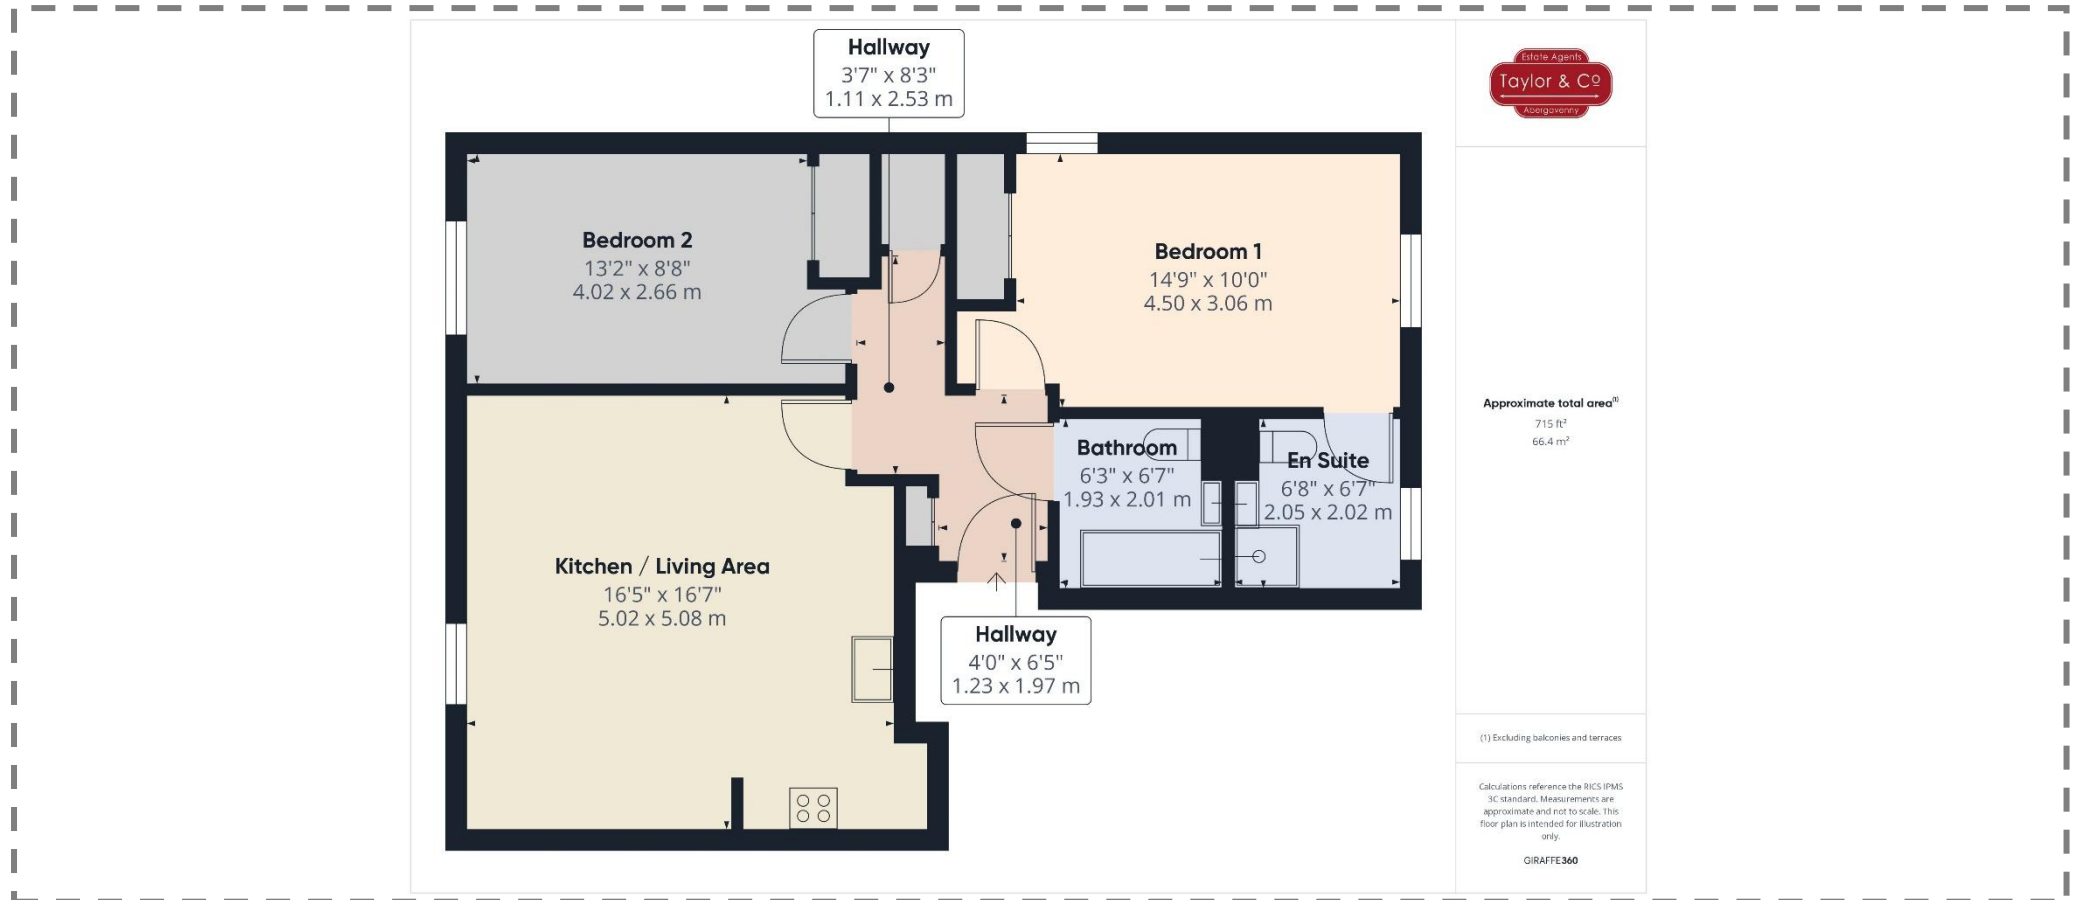 Hallway
3'7" x 8'3"
1.11 x 2.53 m
Estate Agents
Taylor & Cº
Abergavenny
Bedroom 2
13'2" x 8'8"
4.02 x 2.66 m
Bedroom 1
14'9" x 10'0"
4.50 x 3.06 m
Bathroom
6'3" x 6'7"
1.93 x 2.01 m
En Suite
6'8" x 6'7"
2.05 x 2.02 m
Kitchen / Living Area
16'5" x 16'7"
5.02 x 5.08 m
Hallway
4'0" x 6'5"
1.23 x 1.97 m
Approximate total area⁽¹⁾
715 ft²
66.4 m²
(1) Excluding balconies and terraces
Calculations reference the RICS IPMS
3C standard. Measurements are
approximate and not to scale. This
floor plan is intended for illustration
only.
GIRAFFE360